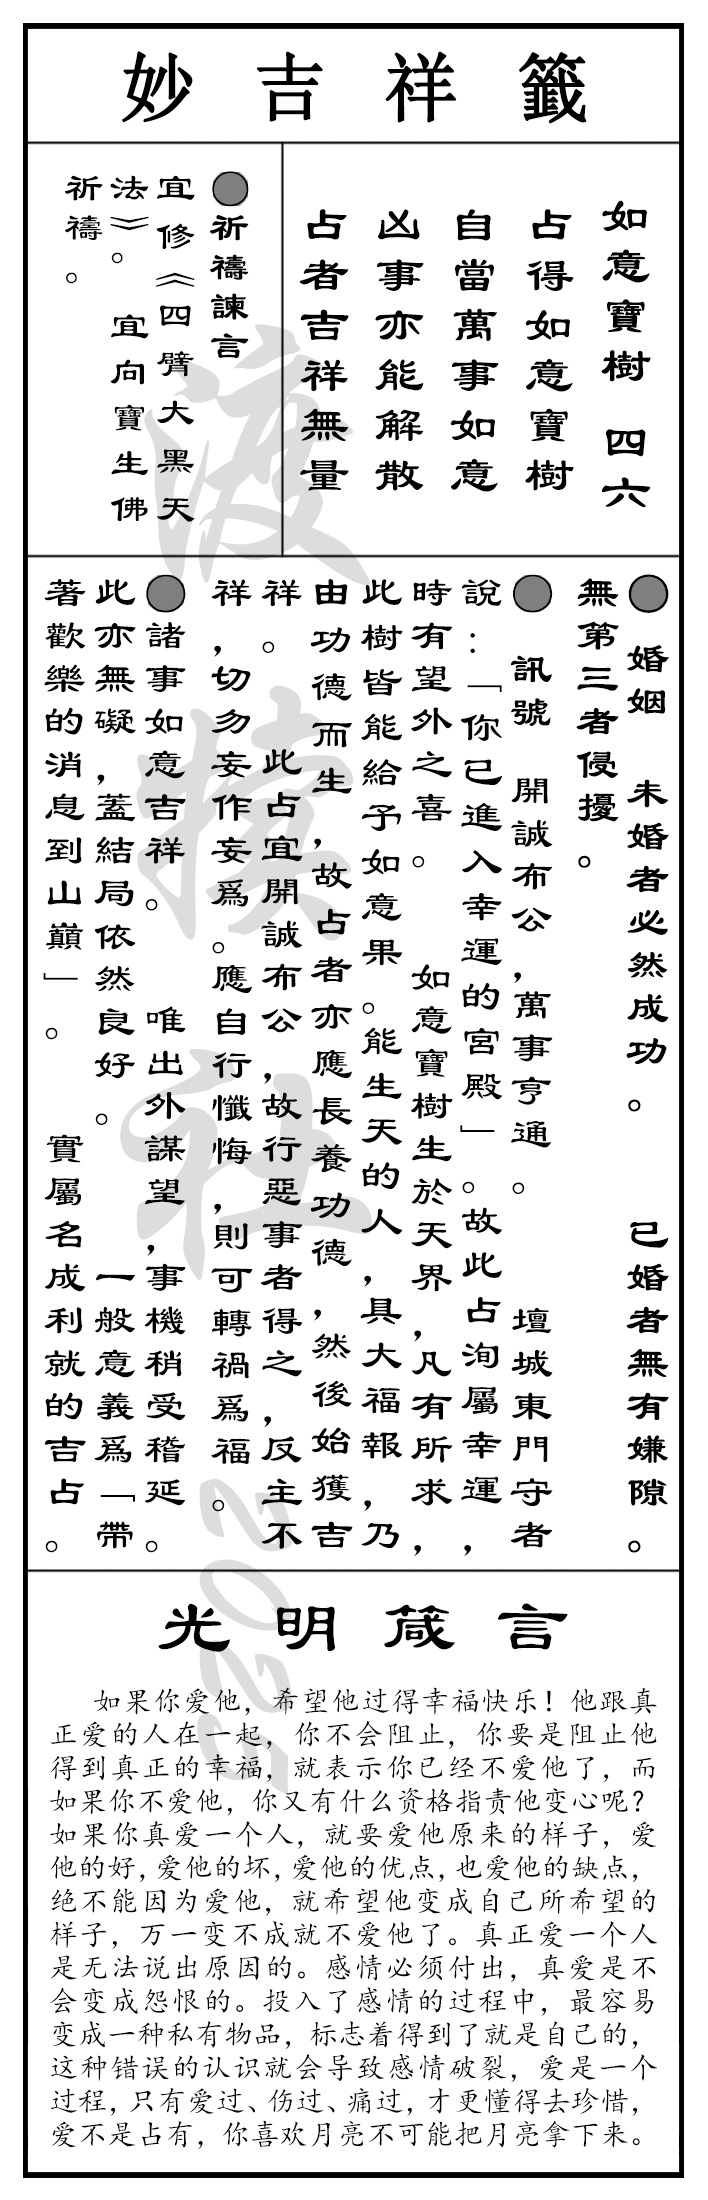 妙吉祥籤
如意寶樹 四六
占得如意寶樹
自當萬事如意
凶事亦能解散
占者吉祥無量
●祈禱諫言
宜修《四臂大黑天
法》。 宜向寶生佛
祈禱。
● 婚姻 未婚者必然成功。 已婚者無有嫌隙。
無第三者侵擾。
● 訊號 開誠布公,萬事亨通。 壇城東門守者
說:「你已進入幸運的宮殿」。故此占洵屬幸運,
時有望外之喜。 如意寶樹生於天界,凡有所求,
此樹皆能給予如意果。能生天的人,具大福報,乃
由功德而生,故占者亦應長養功德,然後始獲吉
祥。 此占宜開誠布公,故行惡事者得之,反主不
祥,切勿妄作妄爲。應自行懺悔,則可轉禍爲福。
●諸事如意吉祥。 唯出外謀望,事機稍受稽延。
此亦無礙,蓋結局依然良好。 一般意義爲「帶
著歡樂的消息到山巔」。 實屬名成利就的吉占。
光明箴言
如果你爱他，希望他过得幸福快乐！他跟真
正爱的人在一起，你不会阻止，你要是阻止他
得到真正的幸福，就表示你已经不爱他了，而
如果你不爱他，你又有什么资格指责他变心呢？
如果你真爱一个人，就要爱他原来的样子，爱
他的好，爱他的坏，爱他的优点，也爱他的缺点，
绝不能因为爱他，就希望他变成自己所希望的
样子，万一变不成就不爱他了。真正爱一个人
是无法说出原因的。感情必须付出，真爱是不
会变成怨恨的。投入了感情的过程中，最容易
变成一种私有物品，标志着得到了就是自己的，
这种错误的认识就会导致感情破裂，爱是一个
过程，只有爱过、伤过、痛过，才更懂得去珍惜，
爱不是占有，你喜欢月亮不可能把月亮拿下来。
渡犊社 2025